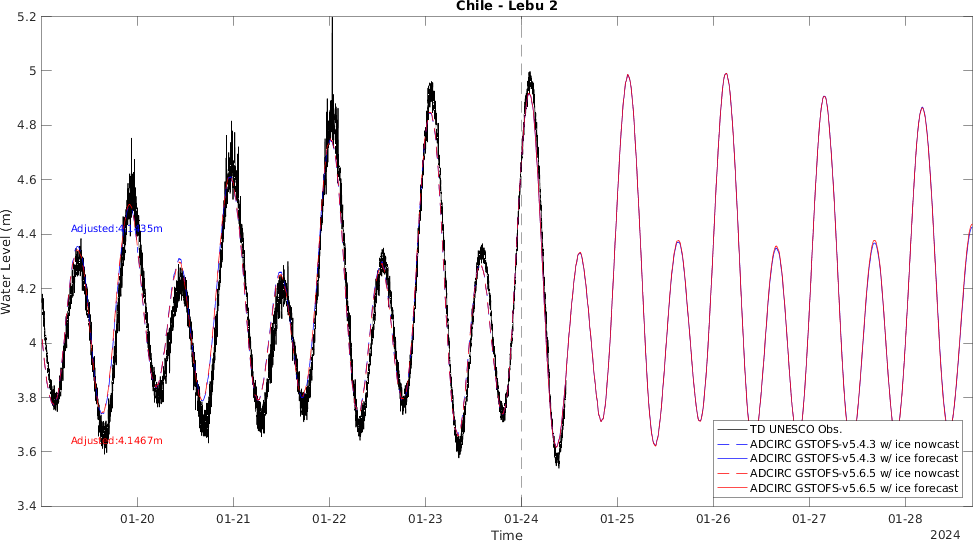 Chile - Lebu 2
5.2
5
4.8
4.6
4.4
4.2
4
3.8
3.6
3.4
Water Level (m)
Adjusted:4.1435m
Adjusted:4.1467m
TD UNESCO Obs.
ADCIRC GSTOFS-v5.4.3 w/ ice nowcast
ADCIRC GSTOFS-v5.4.3 w/ ice forecast
ADCIRC GSTOFS-v5.6.5 w/ ice nowcast
ADCIRC GSTOFS-v5.6.5 w/ ice forecast
01-20 01-21 01-22 01-23 01-24 01-25 01-26 01-27 01-28
Time
2024